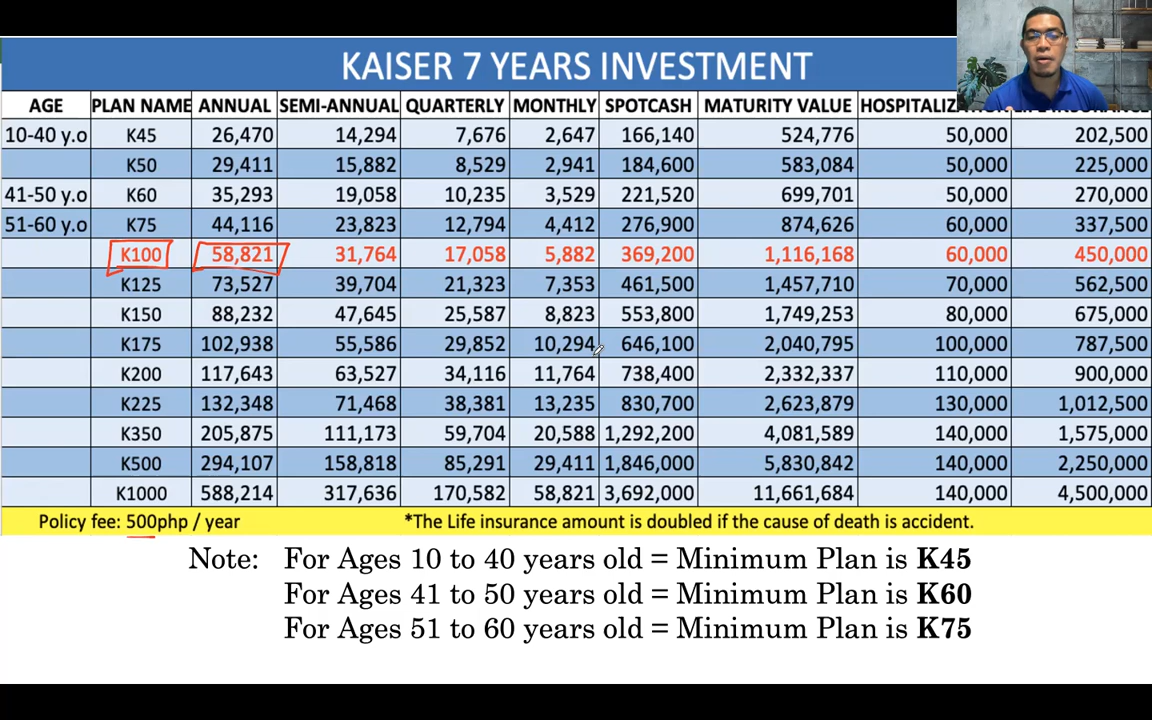 KAISER 7 YEARS INVESTMENT
AGE PLAN NAME ANNUAL SEMI-ANNUAL QUARTERLY MONTHLY SPOTCASH MATURITY VALUE
10-40 y.o K45 26,470 14,294 7,676 2,647 166,140 524,776 50,000 202,500
K50 29,411 15,882 8,529 2,941 184,600 583,084 50,000 225,000
41-50 y.o K60 35,293 19,058 10,235 3,529 221,520 699,701 50,000 270,000
51-60 y.o K75 44,116 23,823 12,794 4,412 276,900 874,626 60,000 337,500
K100 58,821 31,764 17,058 5,882 369,200 1,116,168 60,000 450,000
K125 73,527 39,704 21,323 7,353 461,500 1,457,710 70,000 562,500
K150 88,232 47,645 25,587 8,823 553,800 1,749,253 80,000 675,000
K175 102,938 55,586 29,852 10,294 646,100 2,040,795 100,000 787,500
K200 117,643 63,527 34,116 11,764 738,400 2,332,337 110,000 900,000
K225 132,348 71,468 38,381 13,235 830,700 2,623,879 130,000 1,012,500
K350 205,875 111,173 59,704 20,588 1,292,200 4,081,589 140,000 1,575,000
K500 294,107 158,818 85,291 29,411 1,846,000 5,830,842 140,000 2,250,000
K1000 588,214 317,636 170,582 58,821 3,692,000 11,661,684 140,000 4,500,000
Policy fee: 500php / year *The Life insurance amount is doubled if the cause of death is accident.
Note: For Ages 10 to 40 years old = Minimum Plan is K45
For Ages 41 to 50 years old = Minimum Plan is K60
For Ages 51 to 60 years old = Minimum Plan is K75